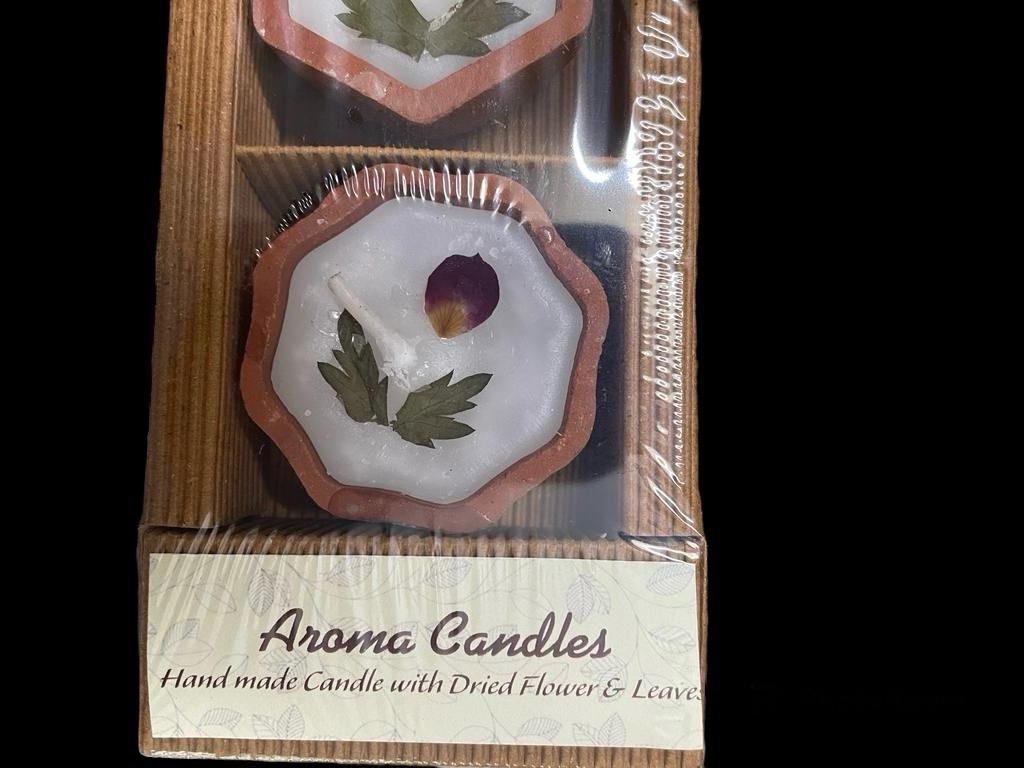 Aroma Candles
Hand made Candle with Dried Flower & Leaves